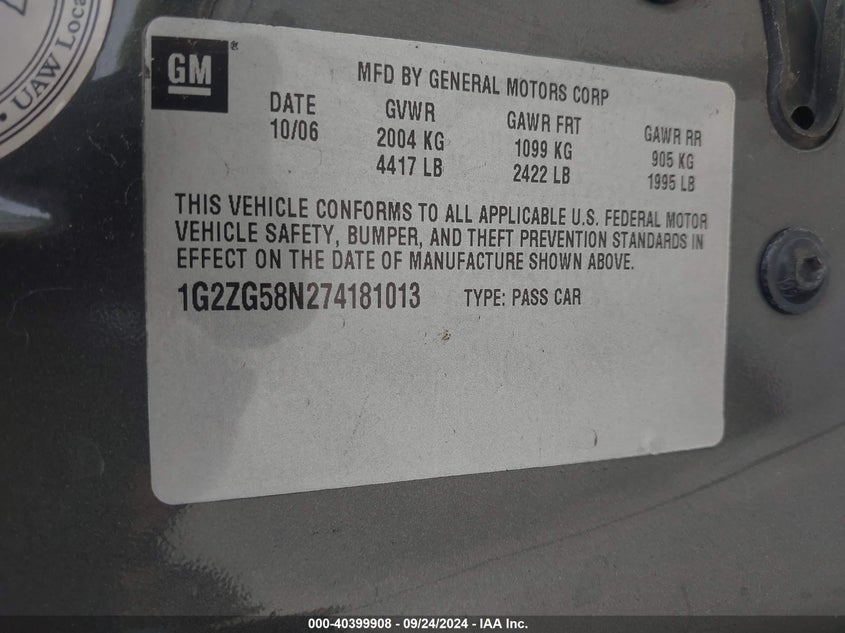 UAW Loca
GM
MFD BY GENERAL MOTORS CORP
DATE GVWR GAWR FRT GAWR RR
10/06 2004 KG 1099 KG 905 KG
4417 LB 2422 LB 1995 LB
THIS VEHICLE CONFORMS TO ALL APPLICABLE U.S. FEDERAL MOTOR
VEHICLE SAFETY, BUMPER, AND THEFT PREVENTION STANDARDS IN
EFFECT ON THE DATE OF MANUFACTURE SHOWN ABOVE.
1G2ZG58N274181013 TYPE: PASS CAR
000-40399908 - 09/24/2024 - IAA Inc.